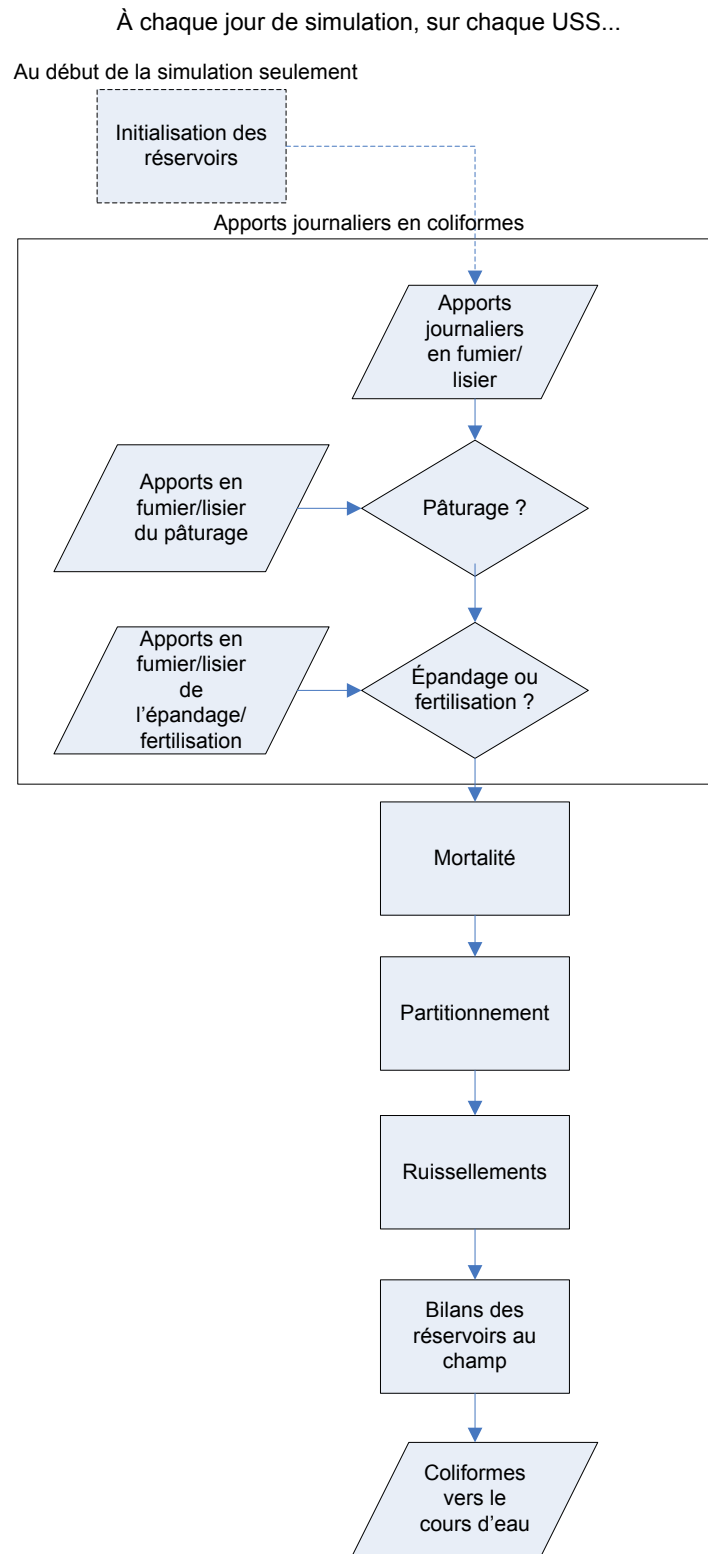 À chaque jour de simulation, sur chaque USS...
Au début de la simulation seulement
Initialisation des
réservoirs
Apports journaliers en coliformes
Apports
journaliers
en fumier/
lisier
Apports en
fumier/lisier
du pâturage
Pâturage ?
Apports en
fumier/lisier
de
l'épandage/
fertilisation
Épandage ou
fertilisation ?
Mortalité
Partitionnement
Ruissellements
Bilans des
réservoirs au
champ
Coliformes
vers le
cours d'eau